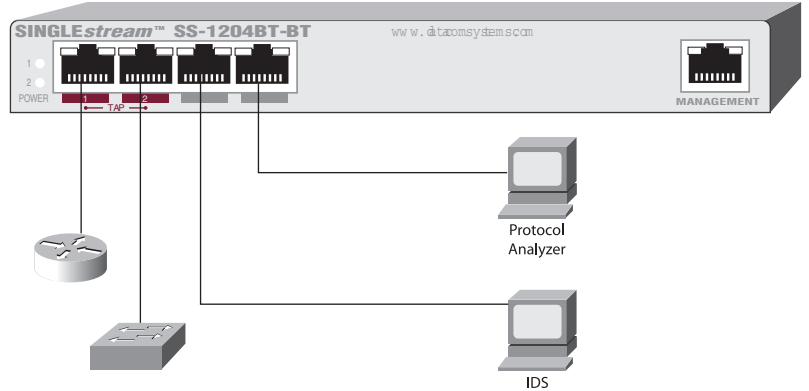 SINGLEstream™ SS-1204BT-BT
www.datacomsystems.com
1
2
POWER
1 2
TAP
MANAGEMENT
Protocol
Analyzer
IDS